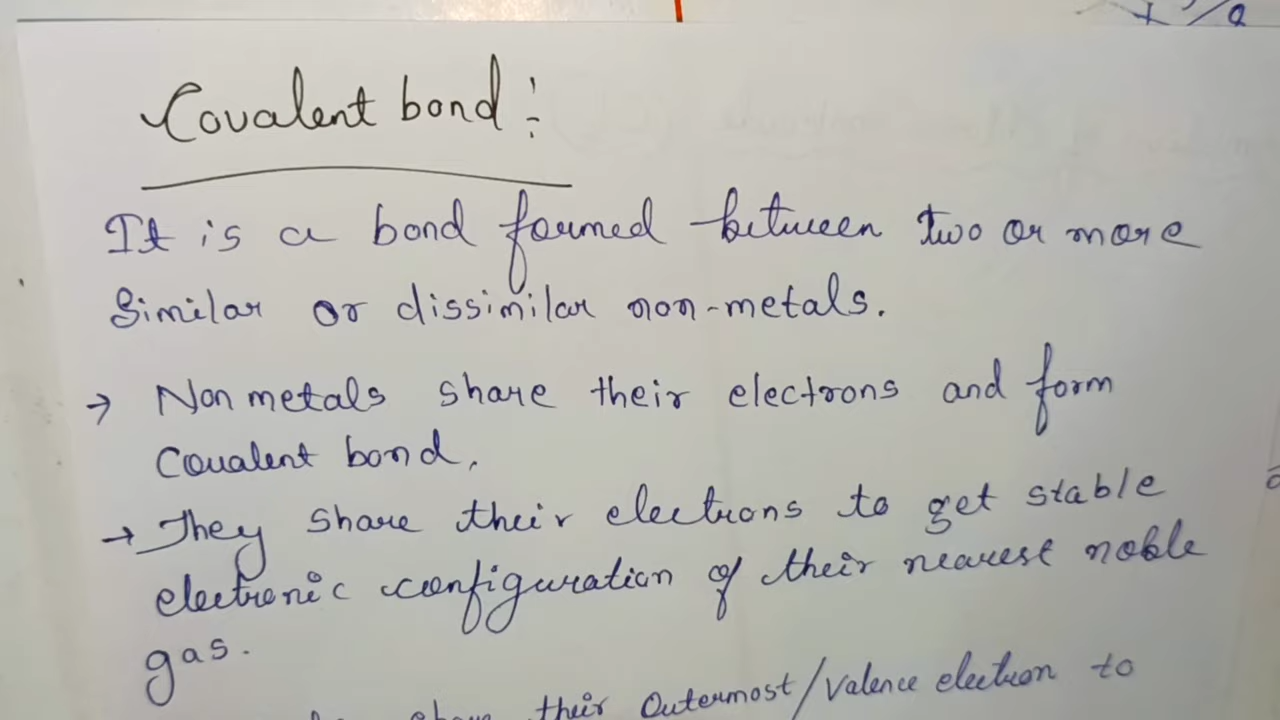 Covalent bond :-
It is a bond formed between two or more
Similar or dissimilar non-metals.
→ Non metals share their electrons and form
Covalent bond.
→ They share their electrons to get stable
electronic configuration of their nearest noble
gas.
their Outermost/Valence electron to